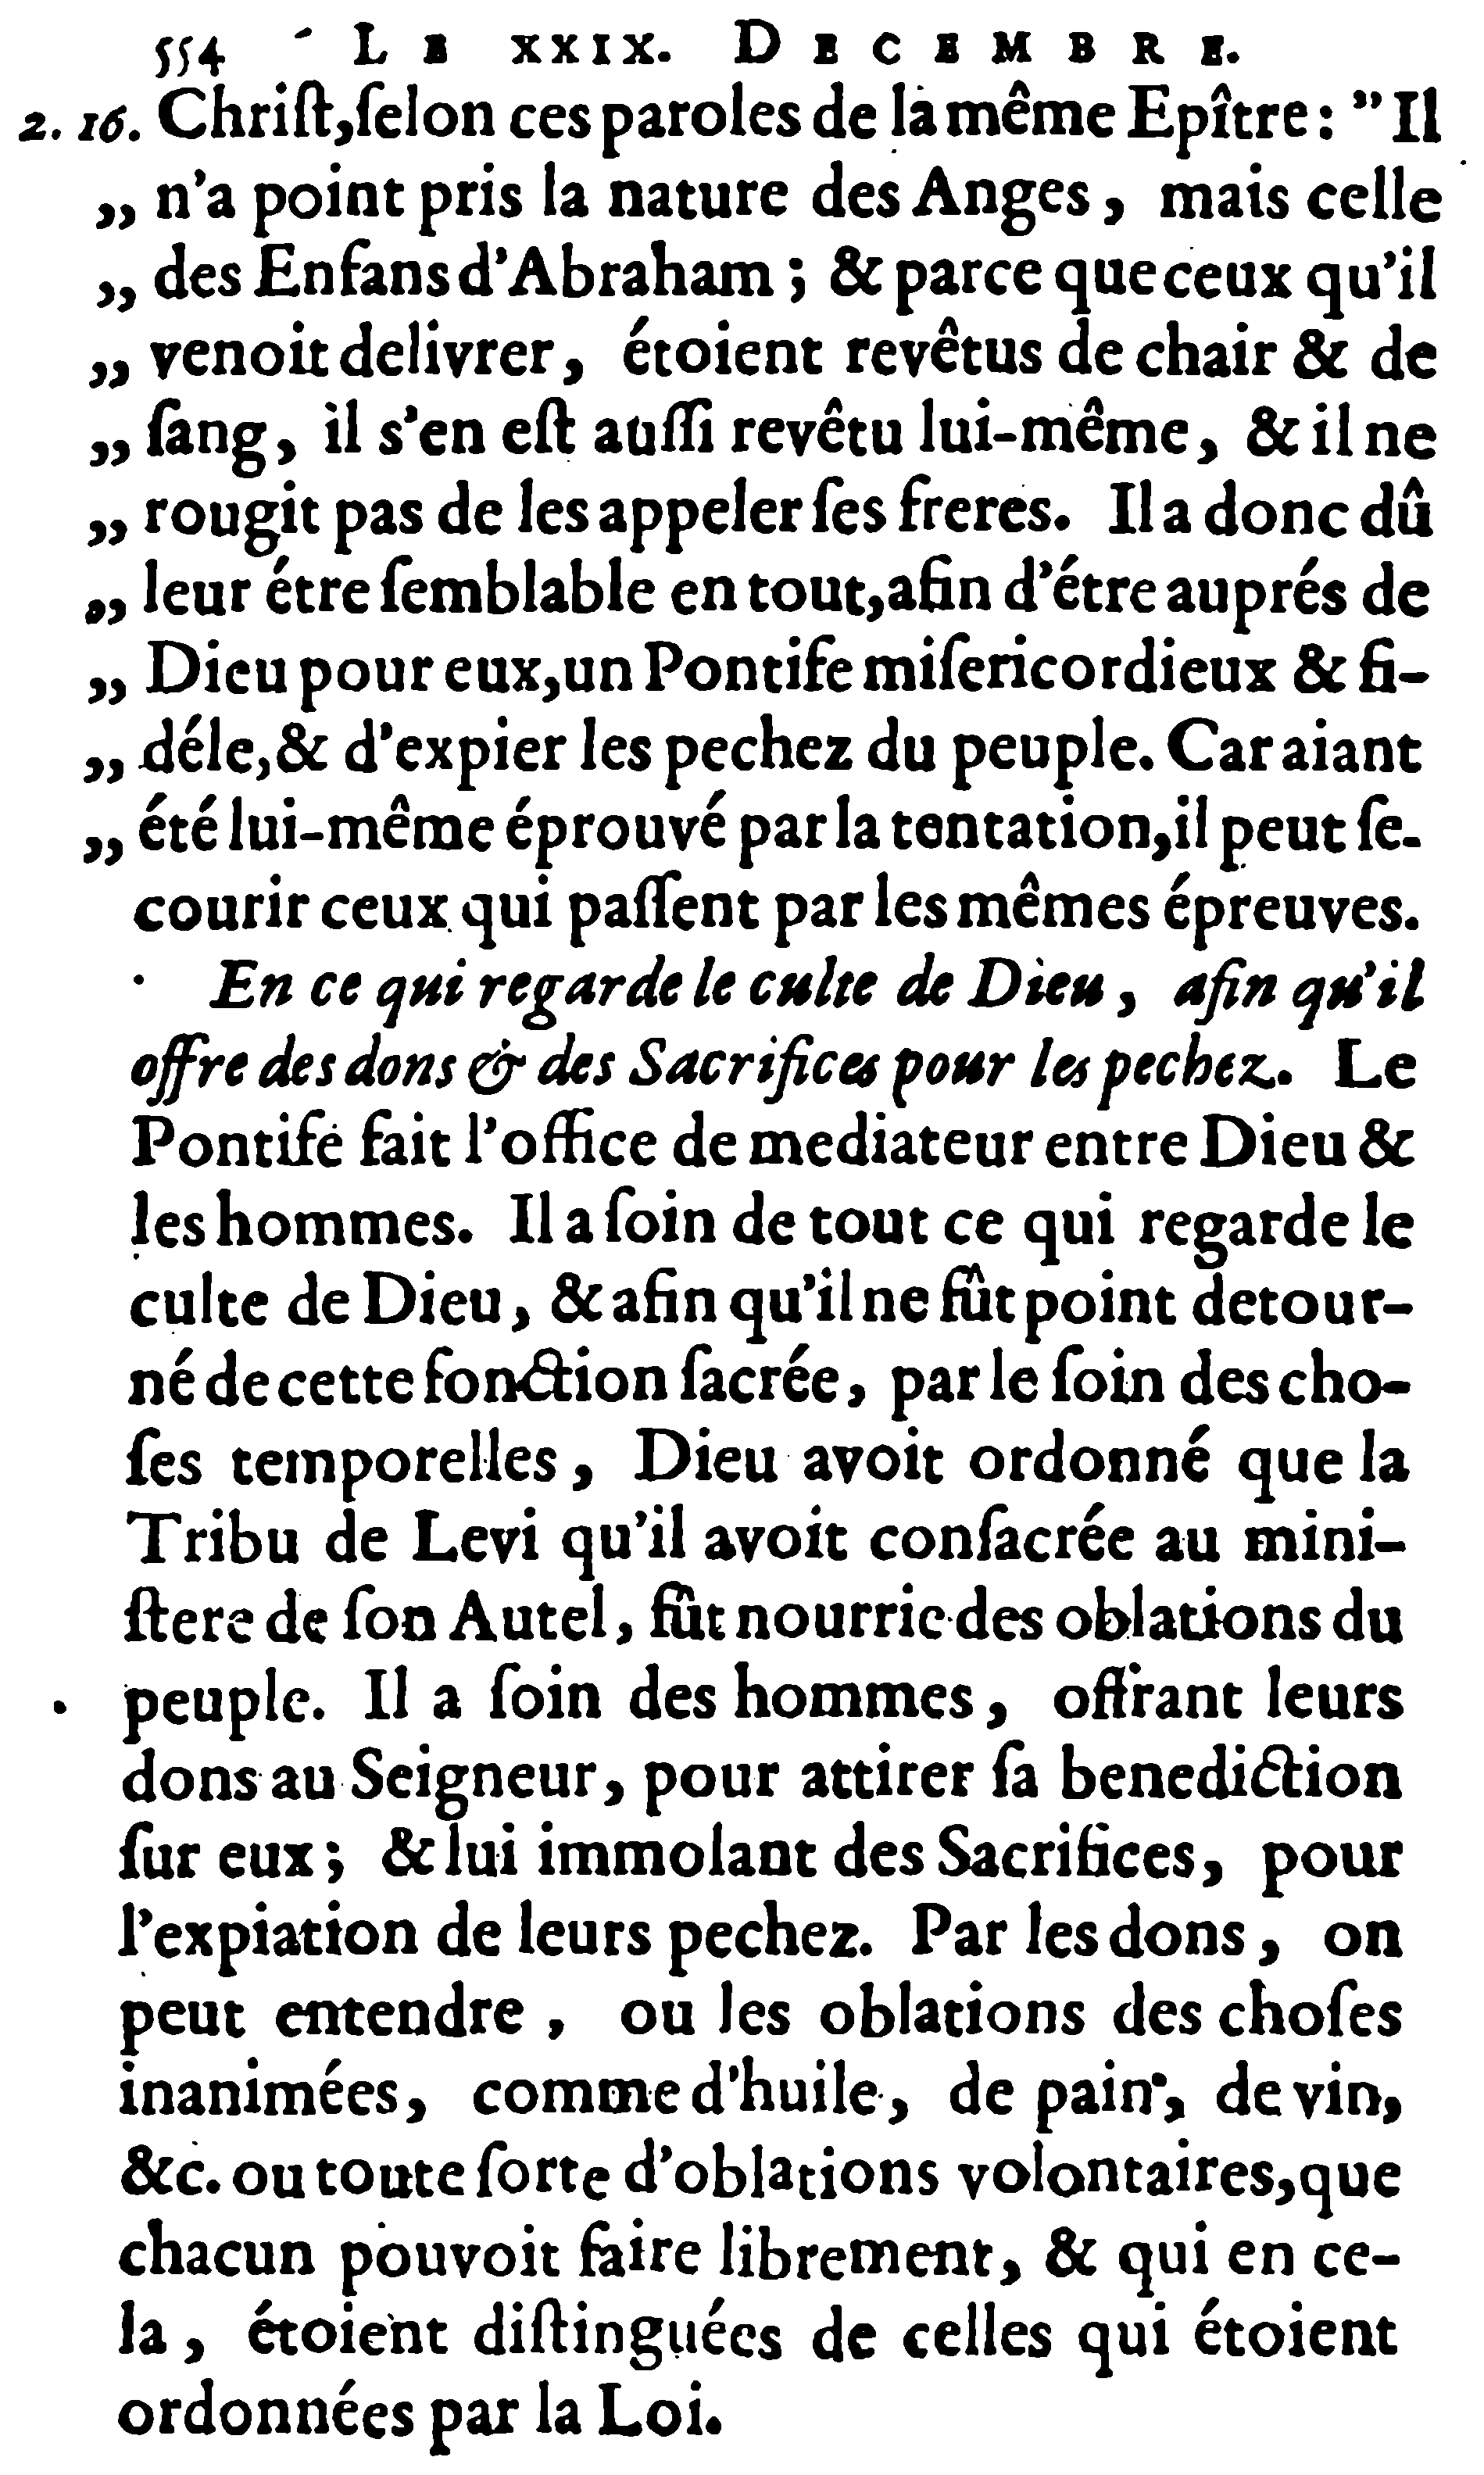 554 LE XXIX. DECEMBRE.
2. 16. Chriſt, ſelon ces paroles de la même Epître: ”Il
„ n'a point pris la nature des Anges, mais celle
„ des Enfans d'Abraham; & parce que ceux qu'il
„ venoit delivrer, étoient revêtus de chair & de
„ ſang, il s'en eſt auſſi revêtu lui-même, & il ne
„ rougit pas de les appeler ſes freres. Il a donc dû
„ leur étre ſemblable en tout, afin d'étre auprés de
„ Dieu pour eux, un Pontife miſericordieux & fi-
„ déle, & d'expier les pechez du peuple. Car aiant
„ été lui-même éprouvé par la tentation, il peut ſe-
courir ceux qui paſſent par les mêmes épreuves.
En ce qui regarde le culte de Dieu, afin qu'il
offre des dons & des Sacrifices pour les pechez. Le
Pontife fait l'office de mediateur entre Dieu &
les hommes. Il a ſoin de tout ce qui regarde le
culte de Dieu, & afin qu'il ne fût point detour-
né de cette fonction ſacrée, par le ſoin des cho-
ſes temporelles, Dieu avoit ordonné que la
Tribu de Levi qu'il avoit conſacrée au mini-
ſtere de ſon Autel, fût nourrie des oblations du
peuple. Il a ſoin des hommes, offrant leurs
dons au Seigneur, pour attirer ſa benediction
ſur eux; & lui immolant des Sacrifices, pour
l'expiation de leurs pechez. Par les dons, on
peut entendre, ou les oblations des choſes
inanimées, comme d'huile, de pain, de vin,
&c. ou toute ſorte d'oblations volontaires, que
chacun pouvoit faire librement, & qui en ce-
la, étoient diſtinguées de celles qui étoient
ordonnées par la Loi.